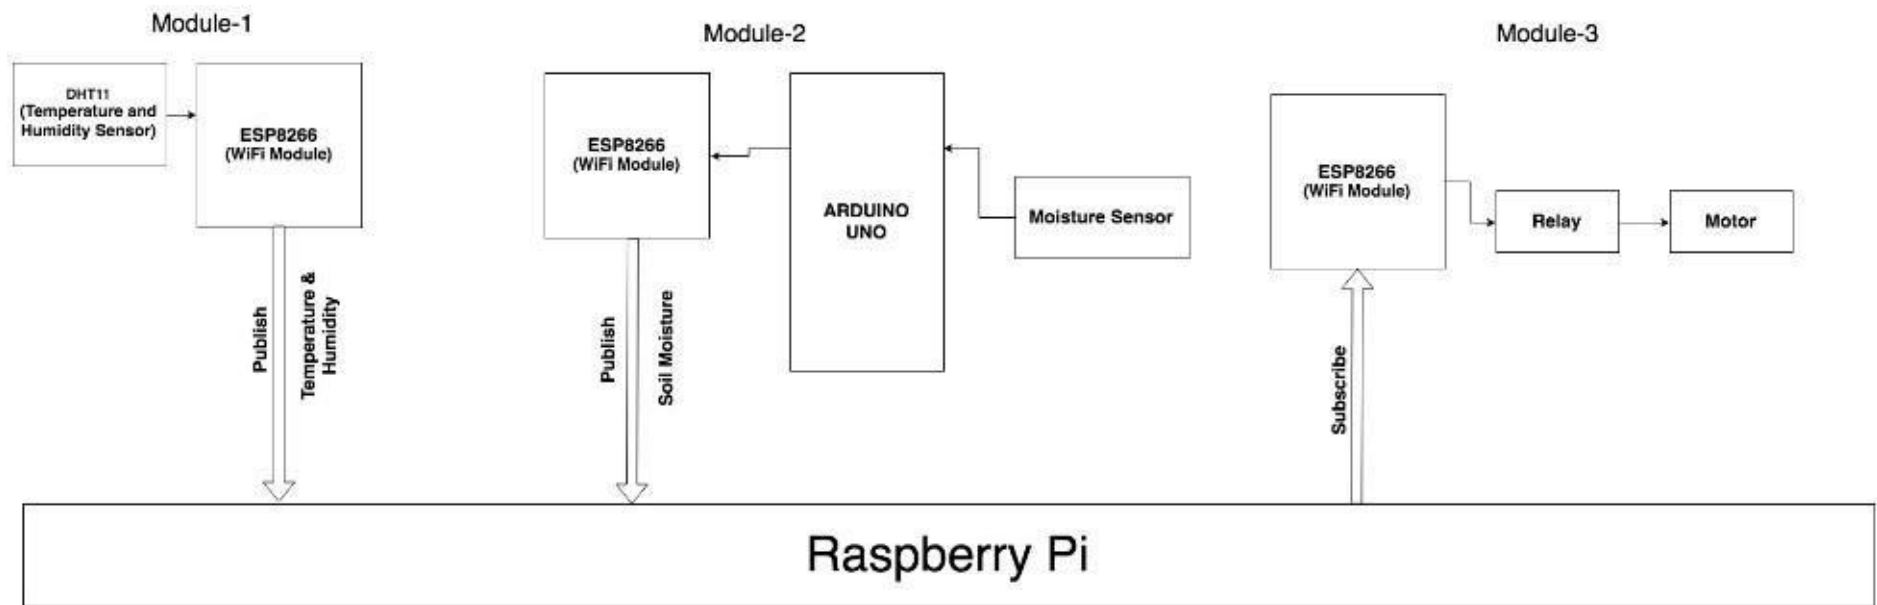 Module-1
DHT11
(Temperature and
Humidity Sensor)
ESP8266
(WiFi Module)
Publish
Temperature &
Humidity
Module-2
ESP8266
(WiFi Module)
ARDUINO
UNO
Moisture Sensor
Publish
Soil Moisture
Module-3
ESP8266
(WiFi Module)
Relay
Motor
Subscribe
Raspberry Pi